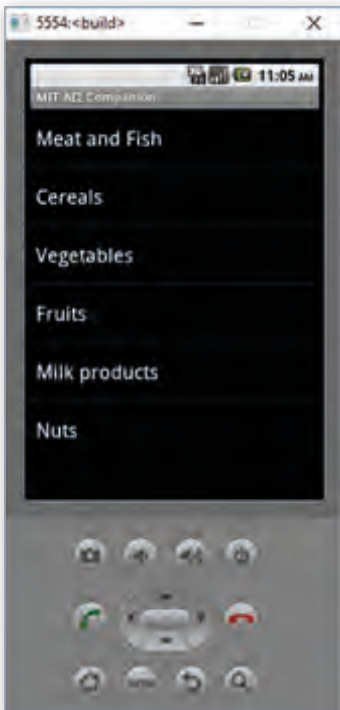 5554:<build>
11:05 AM
MIT AI2 Companion
Meat and Fish
Cereals
Vegetables
Fruits
Milk products
Nuts